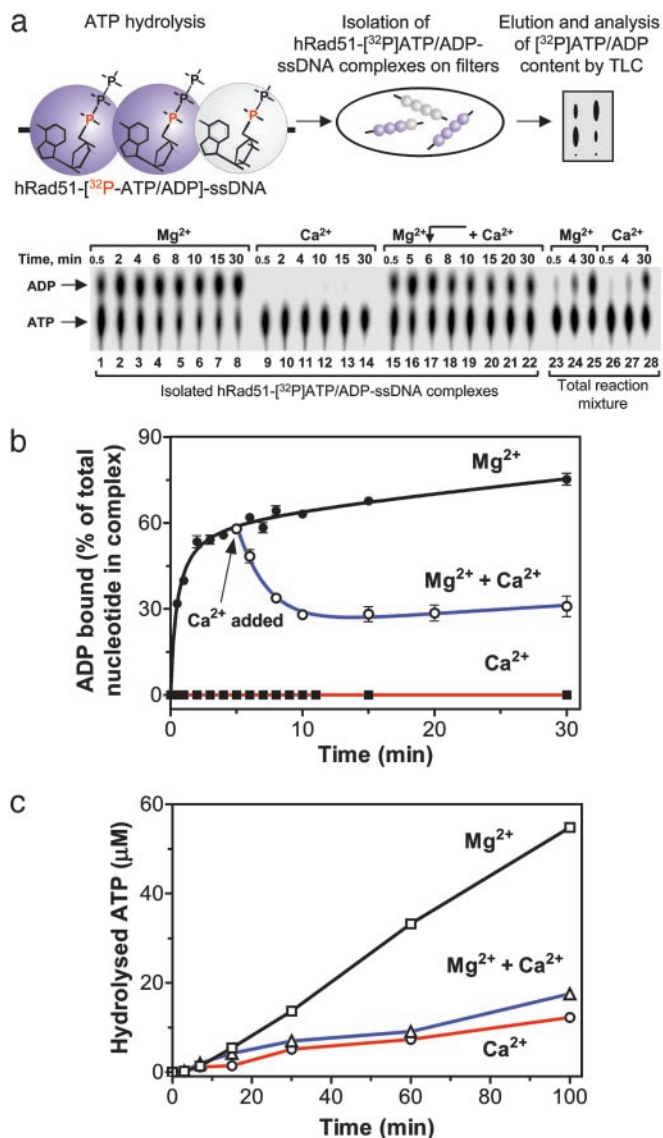 a
ATP hydrolysis
Isolation of
hRad51-[³²P]ATP/ADP-
ssDNA complexes on filters
Elution and analysis
of [³²P]ATP/ADP
content by TLC
P P P P P P P P P
hRad51-[³²P-ATP/ADP]-ssDNA
Mg²⁺ Ca²⁺ Mg²⁺ + Ca²⁺ Mg²⁺ Ca²⁺
Time, min 0.5 2 4 6 8 10 15 30 0.5 2 4 10 15 30 0.5 5 6 8 10 15 20 30 0.5 4 30 0.5 4 30
ADP
ATP
1 2 3 4 5 6 7 8 9 10 11 12 13 14 15 16 17 18 19 20 21 22 23 24 25 26 27 28
Isolated hRad51-[³²P]ATP/ADP-ssDNA complexes
Total reaction
mixture
b
ADP bound (% of total
nucleotide in complex)
90
60
30
0
Mg²⁺
Mg²⁺ + Ca²⁺
Ca²⁺ added
Ca²⁺
0 10 20 30
Time (min)
c
Hydrolysed ATP (μM)
60
40
20
0
Mg²⁺
Mg²⁺ + Ca²⁺
Ca²⁺
0 20 40 60 80 100
Time (min)